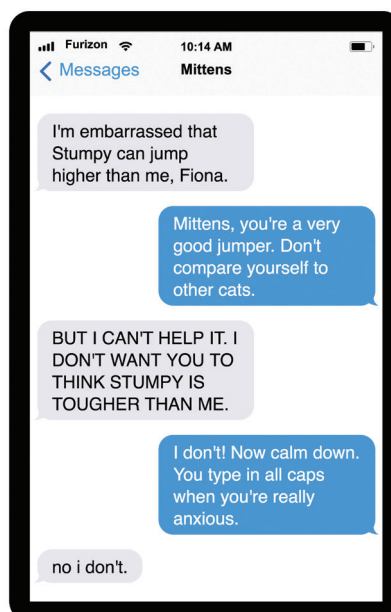 Furizon 10:14 AM
Messages Mittens
I'm embarrassed that
Stumpy can jump
higher than me, Fiona.
Mittens, you're a very
good jumper. Don't
compare yourself to
other cats.
BUT I CAN'T HELP IT. I
DON'T WANT YOU TO
THINK STUMPY IS
TOUGHER THAN ME.
I don't! Now calm down.
You type in all caps
when you're really
anxious.
no i don't.